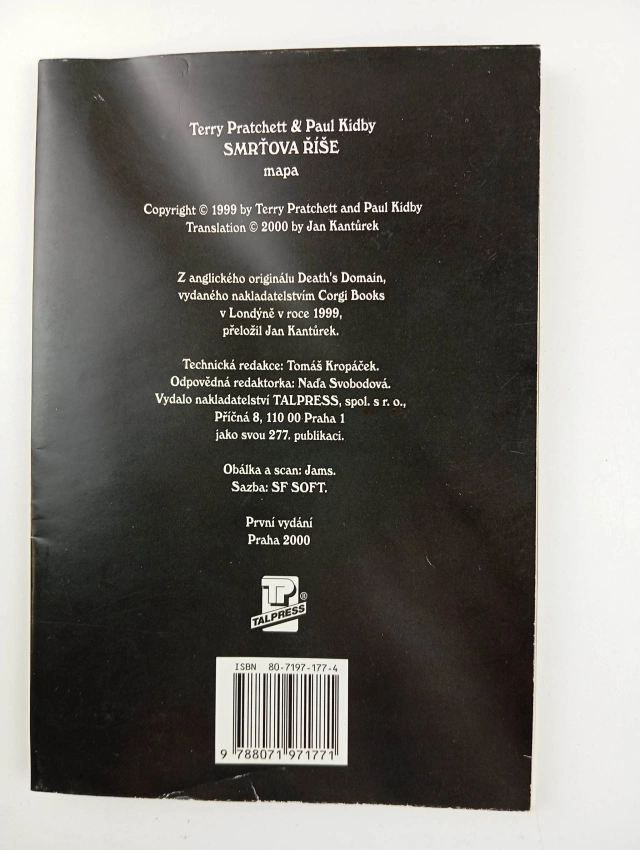 Terry Pratchett & Paul Kidby
SMRŤOVA ŘÍŠE
mapa
Copyright © 1999 by Terry Pratchett and Paul Kidby
Translation © 2000 by Jan Kantůrek
Z anglického originálu Death's Domain,
vydaného nakladatelstvím Corgi Books
v Londýně v roce 1999,
přeložil Jan Kantůrek.
Technická redakce: Tomáš Kropáček.
Odpovědná redaktorka: Naďa Svobodová.
Vydalo nakladatelství TALPRESS, spol. s r. o.,
Příčná 8, 110 00 Praha 1
jako svou 277. publikaci.
Obálka a scan: Jams.
Sazba: SF SOFT.
První vydání
Praha 2000
TP ®
TALPRESS
ISBN 80-7197-177-4
9 788071 971771